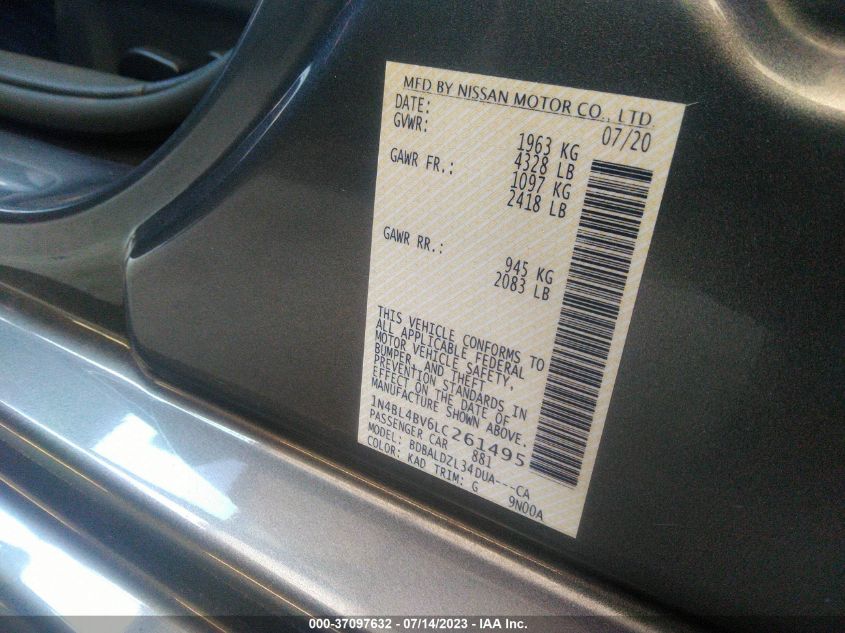 MFD BY NISSAN MOTOR CO., LTD.
DATE: 07/20
GVWR: 1963 KG
4328 LB
GAWR FR.: 1097 KG
2418 LB
GAWR RR.: 945 KG
2083 LB
THIS VEHICLE CONFORMS TO
ALL APPLICABLE FEDERAL
MOTOR VEHICLE SAFETY,
BUMPER, AND THEFT
PREVENTION STANDARDS IN
EFFECT ON THE DATE OF
MANUFACTURE SHOWN ABOVE.
1N4BL4BV6LC261495
PASSENGER CAR 881
MODEL: BDBALDZL34DUA---CA
COLOR: KAD TRIM: G 9N00A
000-37097632 - 07/14/2023 - IAA Inc.